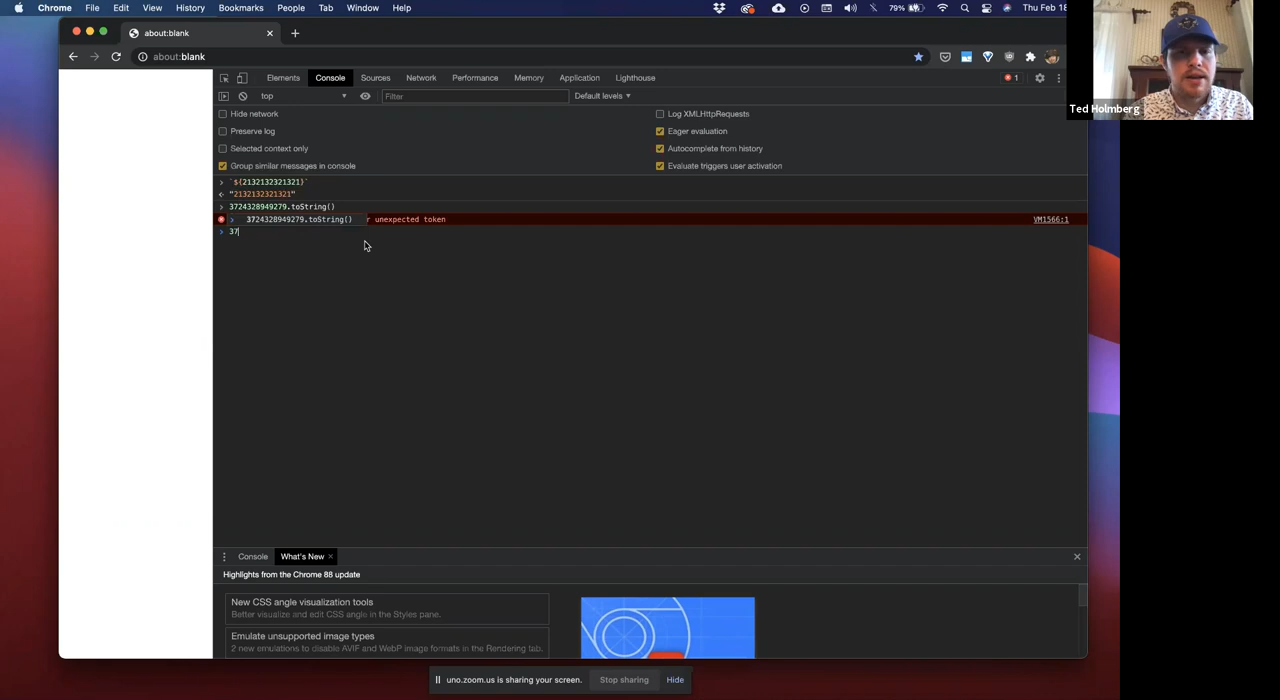 Chrome File Edit View History Bookmarks People Tab Window Help 79% Thu Feb 18
about:blank
about:blank
Ted Holmberg
Elements Console Sources Network Performance Memory Application Lighthouse 1
top Filter Default levels
Hide network Log XMLHttpRequests
Preserve log Eager evaluation
Selected context only Autocomplete from history
Group similar messages in console Evaluate triggers user activation
`${2132132321321}`
"2132132321321"
3724328949279.toString()
3724328949279.toString() r unexpected token VM1566:1
37
Console What's New
Highlights from the Chrome 88 update
New CSS angle visualization tools
Better visualize and edit CSS angle in the Styles pane.
Emulate unsupported image types
2 new emulations to disable AVIF and WebP image formats in the Rendering tab.
uno.zoom.us is sharing your screen. Stop sharing Hide